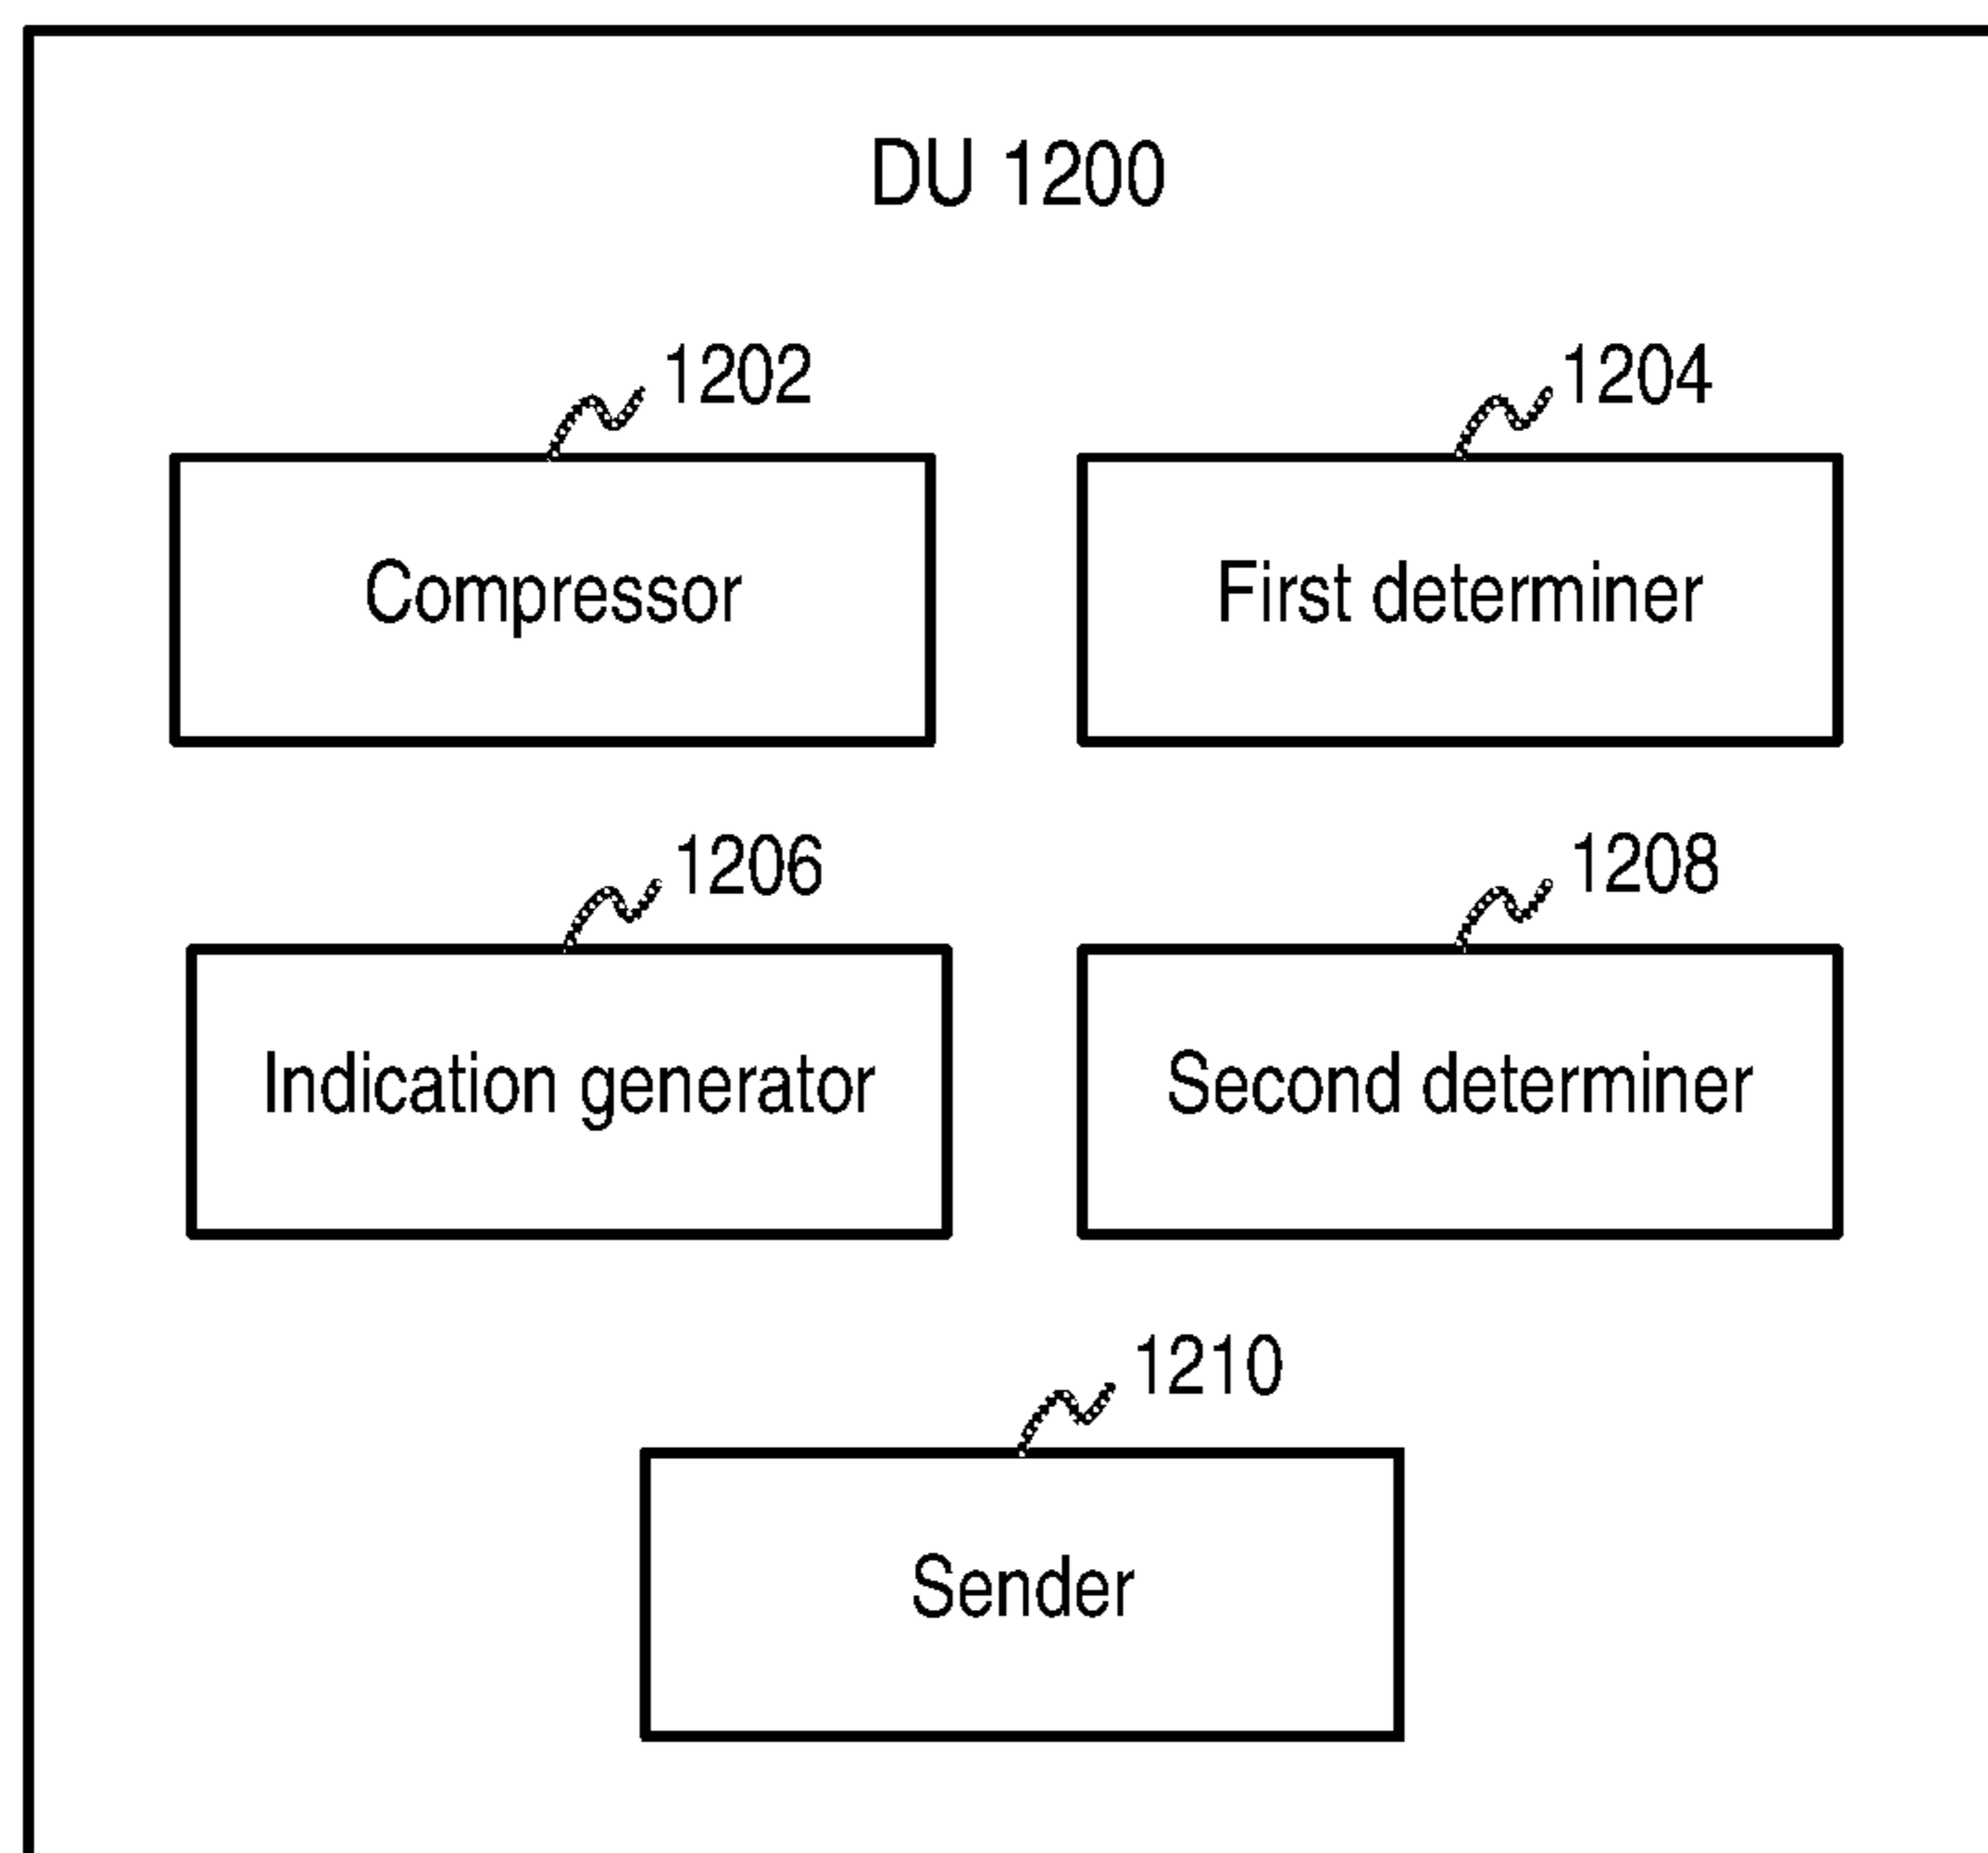 DU 1200
1202
1204
Compressor
First determiner
1206
1208
Indication generator
Second determiner
1210
Sender